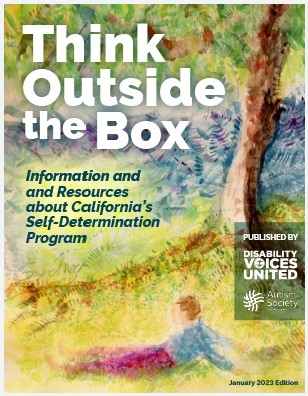 Think
Outside
the Box
Information and
and Resources
about California's
Self-Determination
Program
PUBLISHED BY
DISABILITY
VOICES
UNITED
Autism
Society
January 2023 Edition